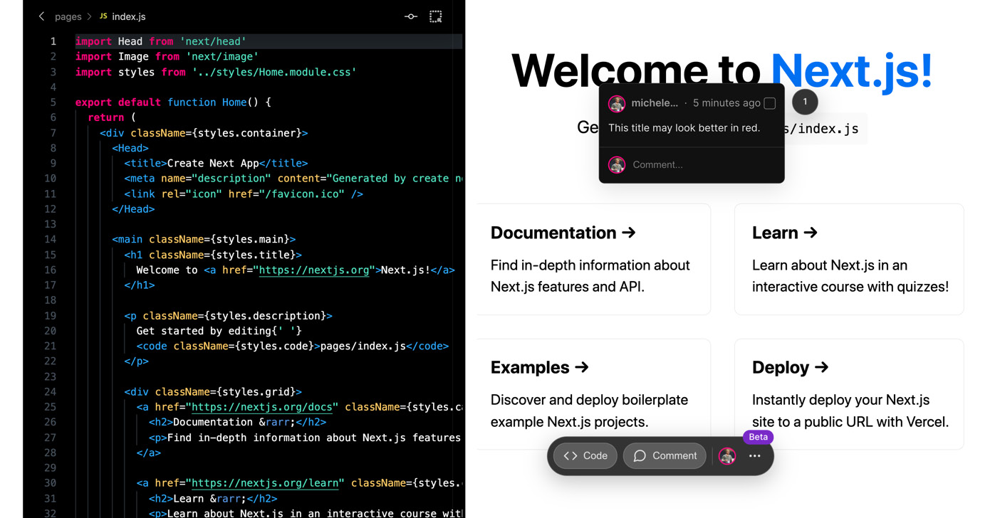 pages > JS index.js
1 import Head from 'next/head'
2 import Image from 'next/image'
3 import styles from '../styles/Home.module.css'
4
5 export default function Home() {
6 return (
7 <div className={styles.container}>
8 <Head>
9 <title>Create Next App</title>
10 <meta name="description" content="Generated by create n
11 <link rel="icon" href="/favicon.ico" />
12 </Head>
13
14 <main className={styles.main}>
15 <h1 className={styles.title}>
16 Welcome to <a href="https://nextjs.org">Next.js!</a>
17 </h1>
18
19 <p className={styles.description}>
20 Get started by editing{' '}
21 <code className={styles.code}>pages/index.js</code>
22 </p>
23
24 <div className={styles.grid}>
25 <a href="https://nextjs.org/docs" className={styles.ca
26 <h2>Documentation &rarr;</h2>
27 <p>Find in-depth information about Next.js features
28 </a>
29
30 <a href="https://nextjs.org/learn" className={styles.
31 <h2>Learn &rarr;</h2>
32 <p>Learn about Next.js in an interactive course wit
Welcome to Next.js!
1
michele... · 5 minutes ago
Ge
s/index.js
This title may look better in red.
Comment...
Documentation →
Find in-depth information about
Next.js features and API.
Learn →
Learn about Next.js in an
interactive course with quizzes!
Examples →
Discover and deploy boilerplate
example Next.js projects.
Deploy →
Instantly deploy your Next.js
site to a public URL with Vercel.
Beta
<> Code
Comment